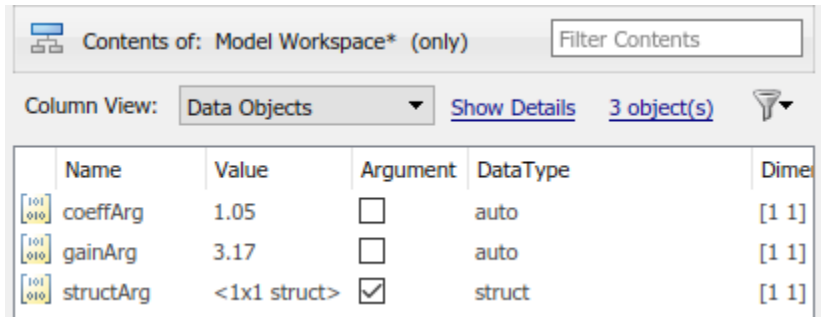 Contents of: Model Workspace* (only) Filter Contents
Column View: Data Objects Show Details 3 object(s)
Name Value Argument DataType Dimer
coeffArg 1.05 auto [1 1]
gainArg 3.17 auto [1 1]
structArg <1x1 struct> struct [1 1]